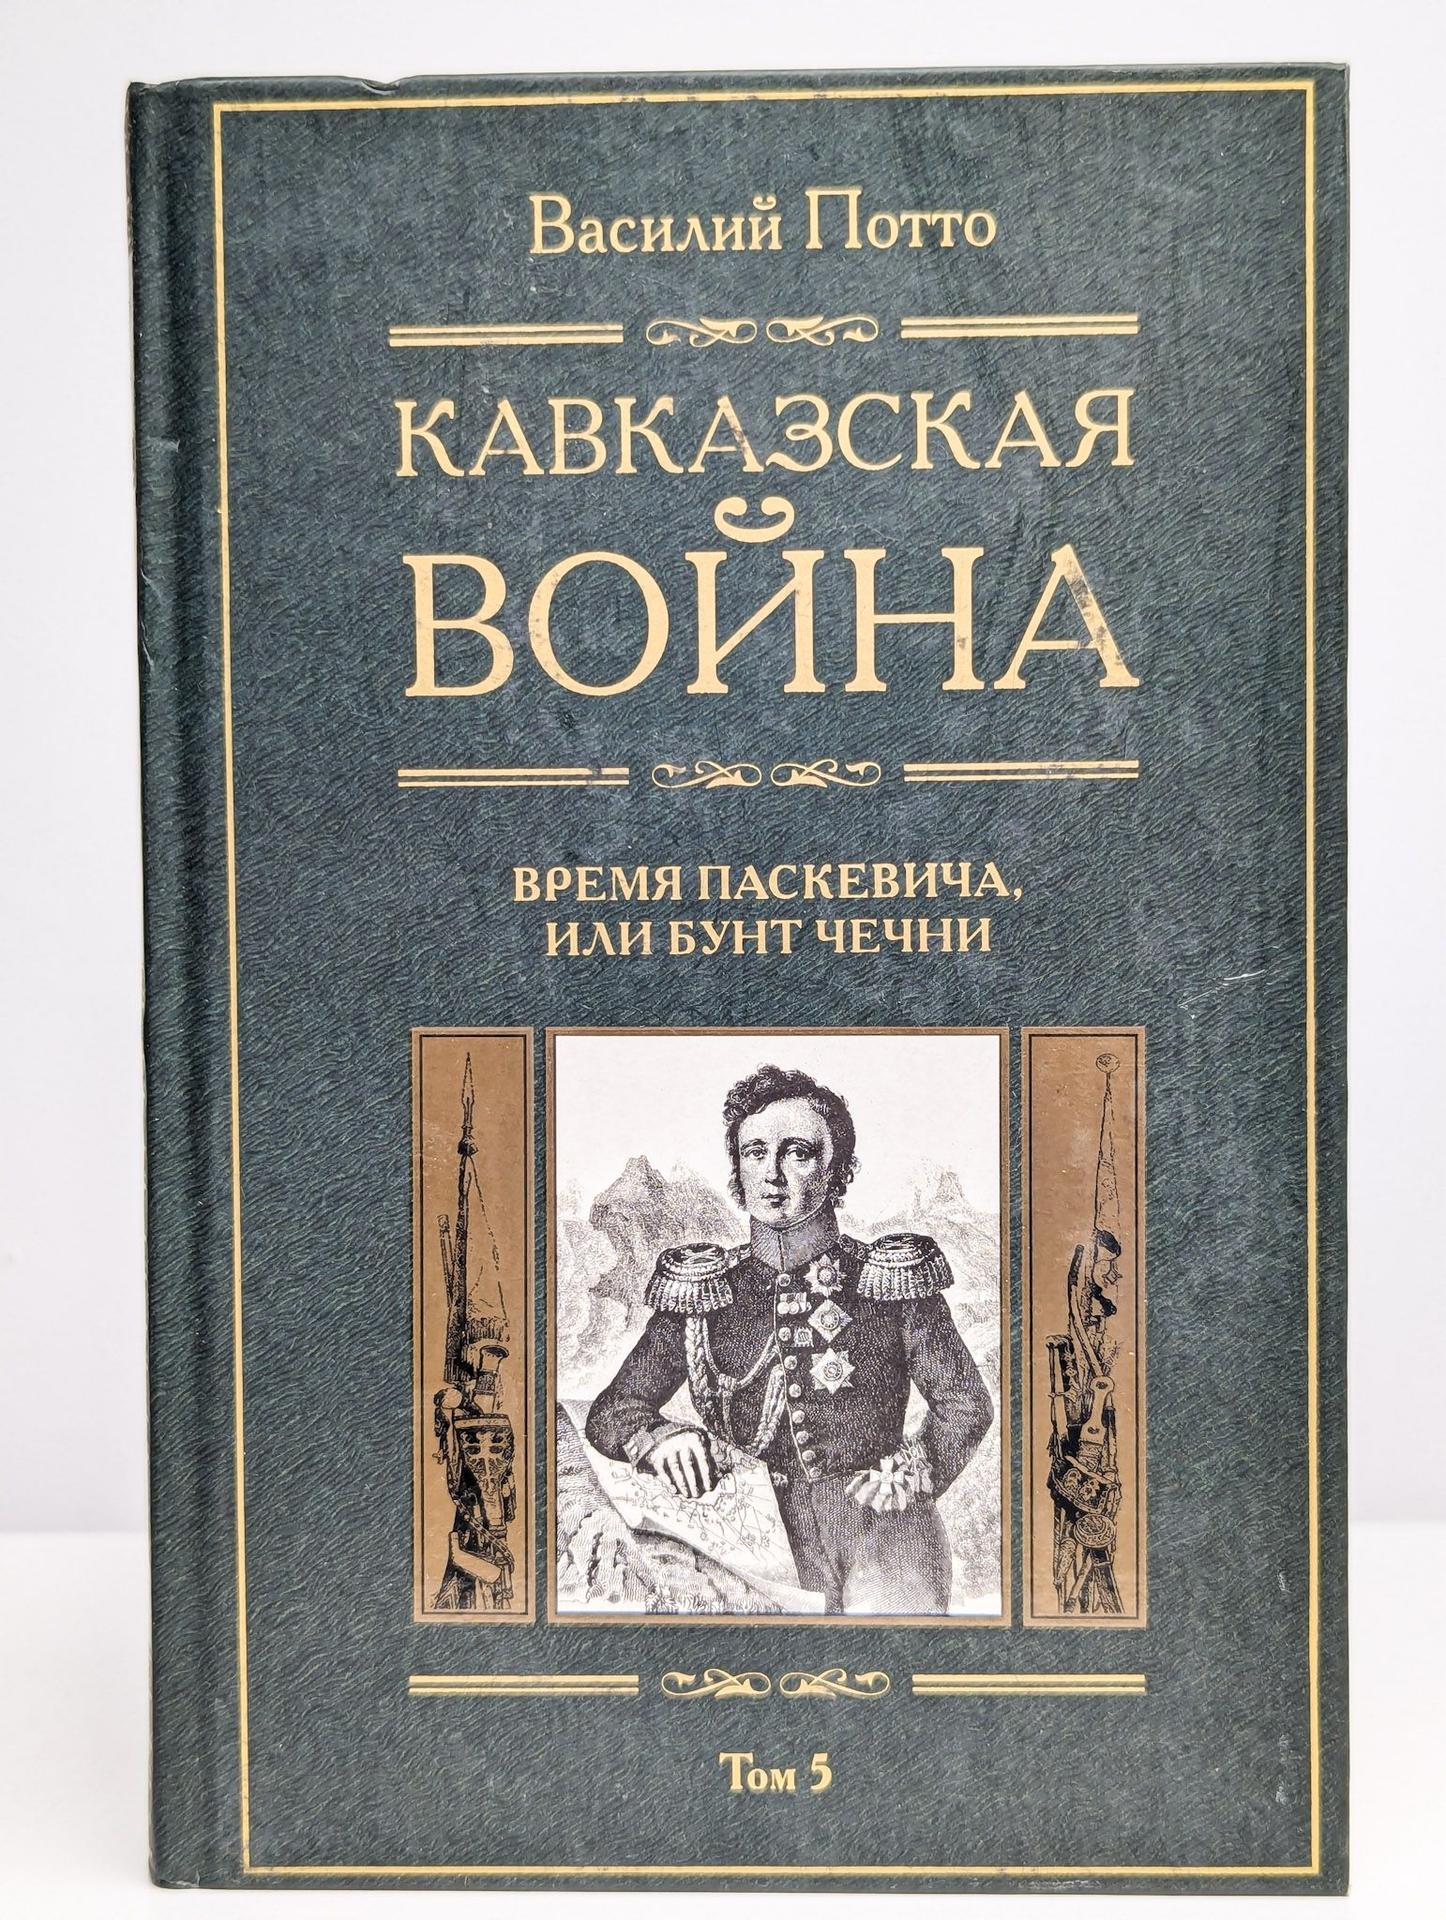 Василий Потто
КАВКАЗСКАЯ
ВОЙНА
ВРЕМЯ ПАСКЕВИЧА,
ИЛИ БУНТ ЧЕЧНИ
Том 5